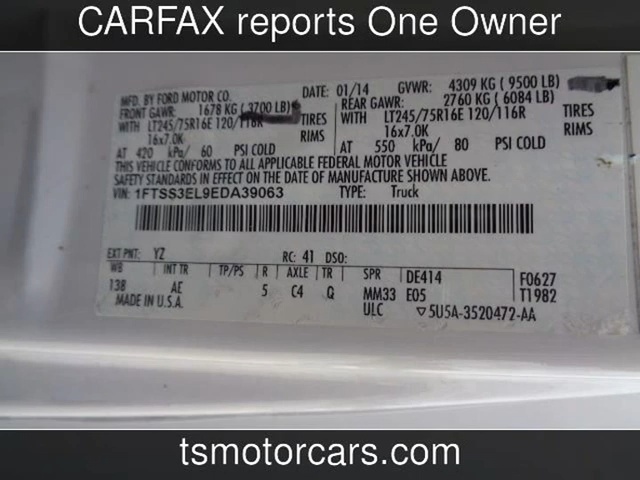 CARFAX reports One Owner
MFD. BY FORD MOTOR CO.
DATE: 01/14 GVWR: 4309 KG ( 9500 LB)
FRONT GAWR: 1678 KG ( 3700 LB)
REAR GAWR: 2760 KG ( 6084 LB)
WITH LT245/75R16E 120/116R TIRES
WITH LT245/75R16E 120/116R TIRES
16x7.0K RIMS
16x7.0K RIMS
AT 420 kPa/ 60 PSI COLD
AT 550 kPa/ 80 PSI COLD
THIS VEHICLE CONFORMS TO ALL APPLICABLE FEDERAL MOTOR VEHICLE
SAFETY STANDARDS IN EFFECT ON THE DATE OF MANUFACTURE SHOWN ABOVE.
VIN: 1FTSS3EL9EDA39063 TYPE: Truck
EXT PNT: YZ RC: 41 DSO:
WB INT TR TP/PS R AXLE TR SPR DE414 F0627
138 AE 5 C4 Q MM33 E05 T1982
MADE IN U.S.A. ULC ▽5U5A-3520472-AA
tsmotorcars.com